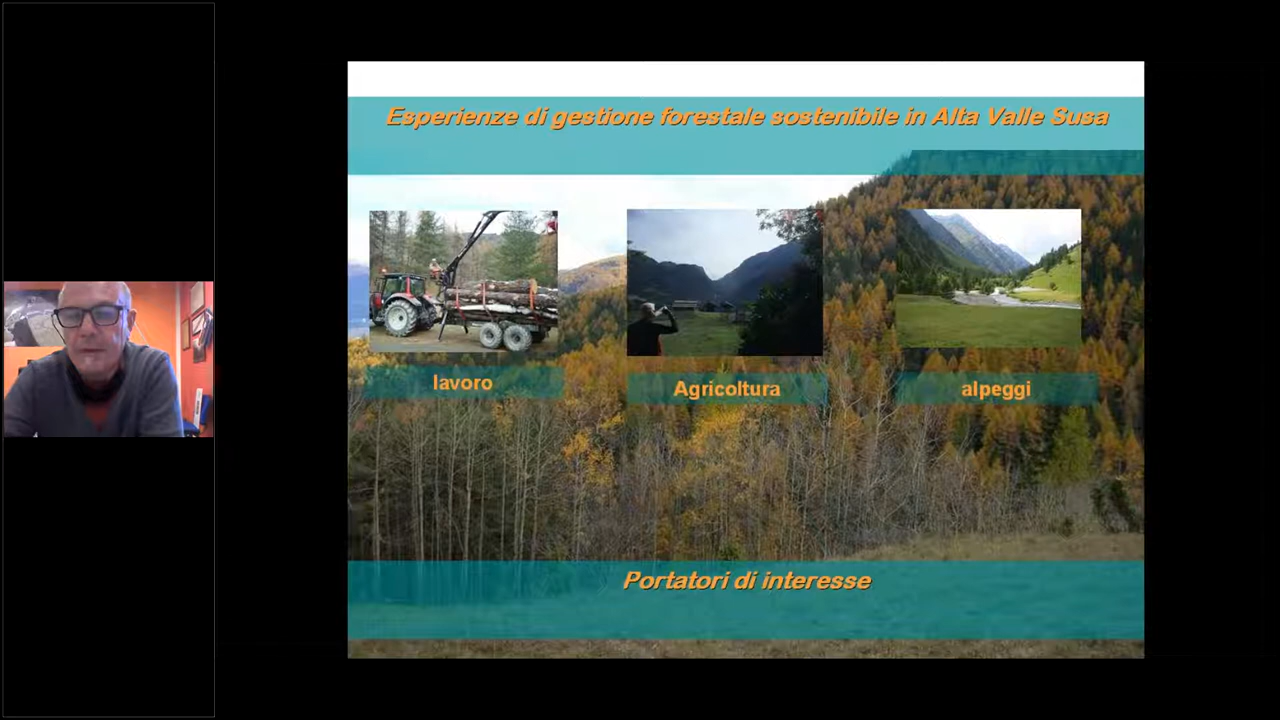 Esperienze di gestione forestale sostenibile in Alta Valle Susa
lavoro
Agricoltura
alpeggi
Portatori di interesse